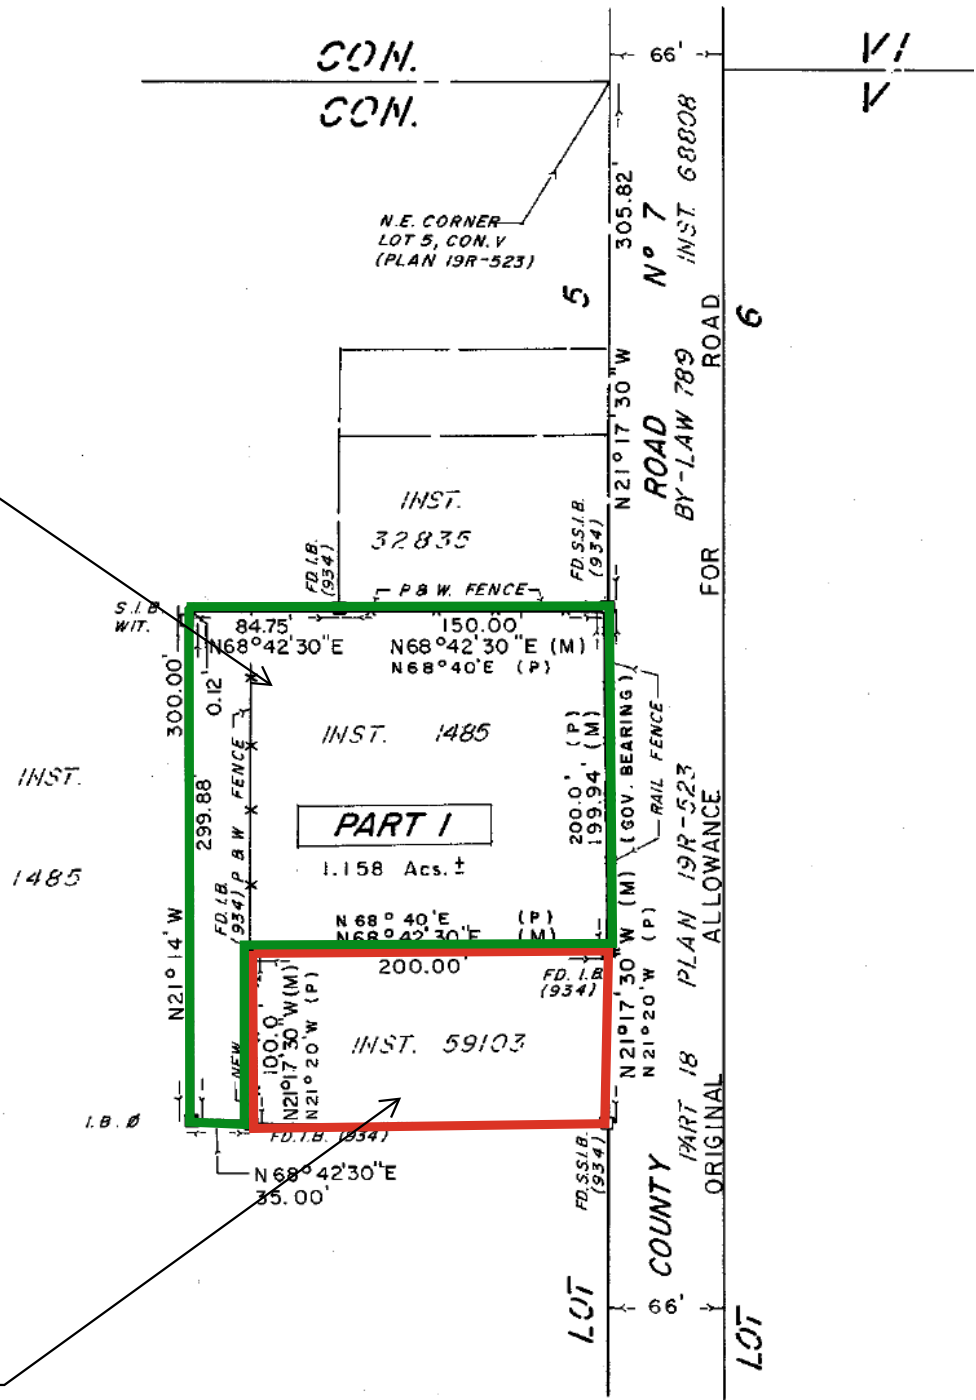 CON.
CON.
66'
VI
V
N.E. CORNER
LOT 5, CON. V
(PLAN 19R-523)
305.82'
N21°17'30"W
5
6
COUNTY ROAD Nº 7
BY-LAW 789 INST. 68808
PART 18 PLAN 19R-523
ORIGINAL ALLOWANCE FOR ROAD
INST.
32835
FD. I.B.
(934)
FD. S.S.I.B.
(934)
P & W. FENCE
S.I.B.
WIT.
84.75'
N68°42'30"E
150.00'
N68°42'30"E (M)
N68°40'E (P)
300.00'
0.12'
299.88'
N21°14'W
P & W FENCE
NEW
FD. I.B.
(934)
INST. 1485
PART 1
1.158 Acs. ±
200.0' (P)
199.94' (M)
(GOV. BEARING)
RAIL FENCE
N21°17'30"W (M)
N21°20'W (P)
INST.
1485
N 68° 40'E (P)
N68° 42'30"E (M)
200.00'
FD. I.B.
(934)
100.0'
N21°17'30"W(M)
N21°20'W (P)
INST. 59103
I.B. Ø
FD. I.B. (934)
N 68° 42'30"E
35.00'
FD. S.S.I.B.
(934)
LOT
66'
LOT